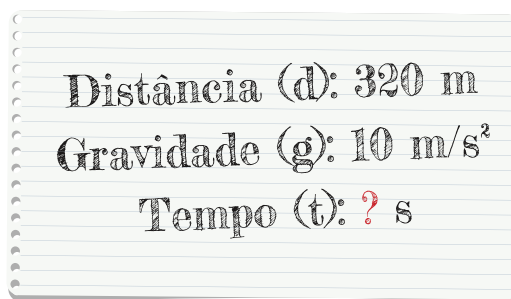 Distância (d): 320 m
Gravidade (g): 10 m/s²
Tempo (t): ? s